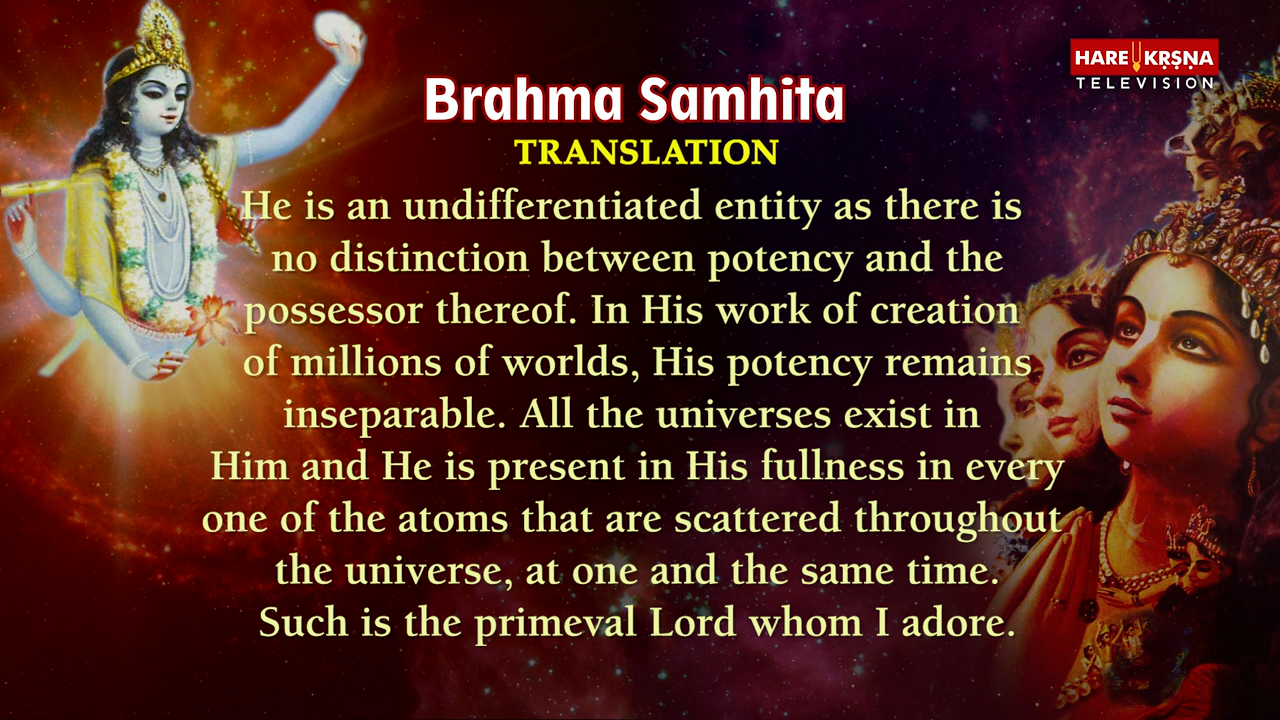 HARE KṚṢṆA
TELEVISION
Brahma Samhita
TRANSLATION
He is an undifferentiated entity as there is
no distinction between potency and the
possessor thereof. In His work of creation
of millions of worlds, His potency remains
inseparable. All the universes exist in
Him and He is present in His fullness in every
one of the atoms that are scattered throughout
the universe, at one and the same time.
Such is the primeval Lord whom I adore.